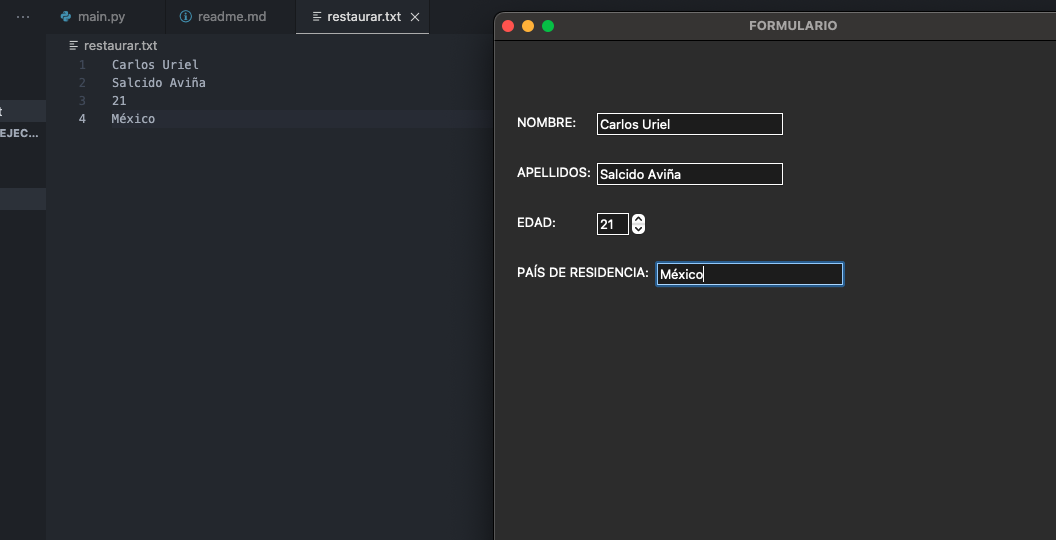 ... main.py readme.md restaurar.txt
restaurar.txt
1 Carlos Uriel
2 Salcido Aviña
3 21
4 México
t
EJEC...
FORMULARIO
NOMBRE: Carlos Uriel
APELLIDOS: Salcido Aviña
EDAD: 21
PAÍS DE RESIDENCIA: México